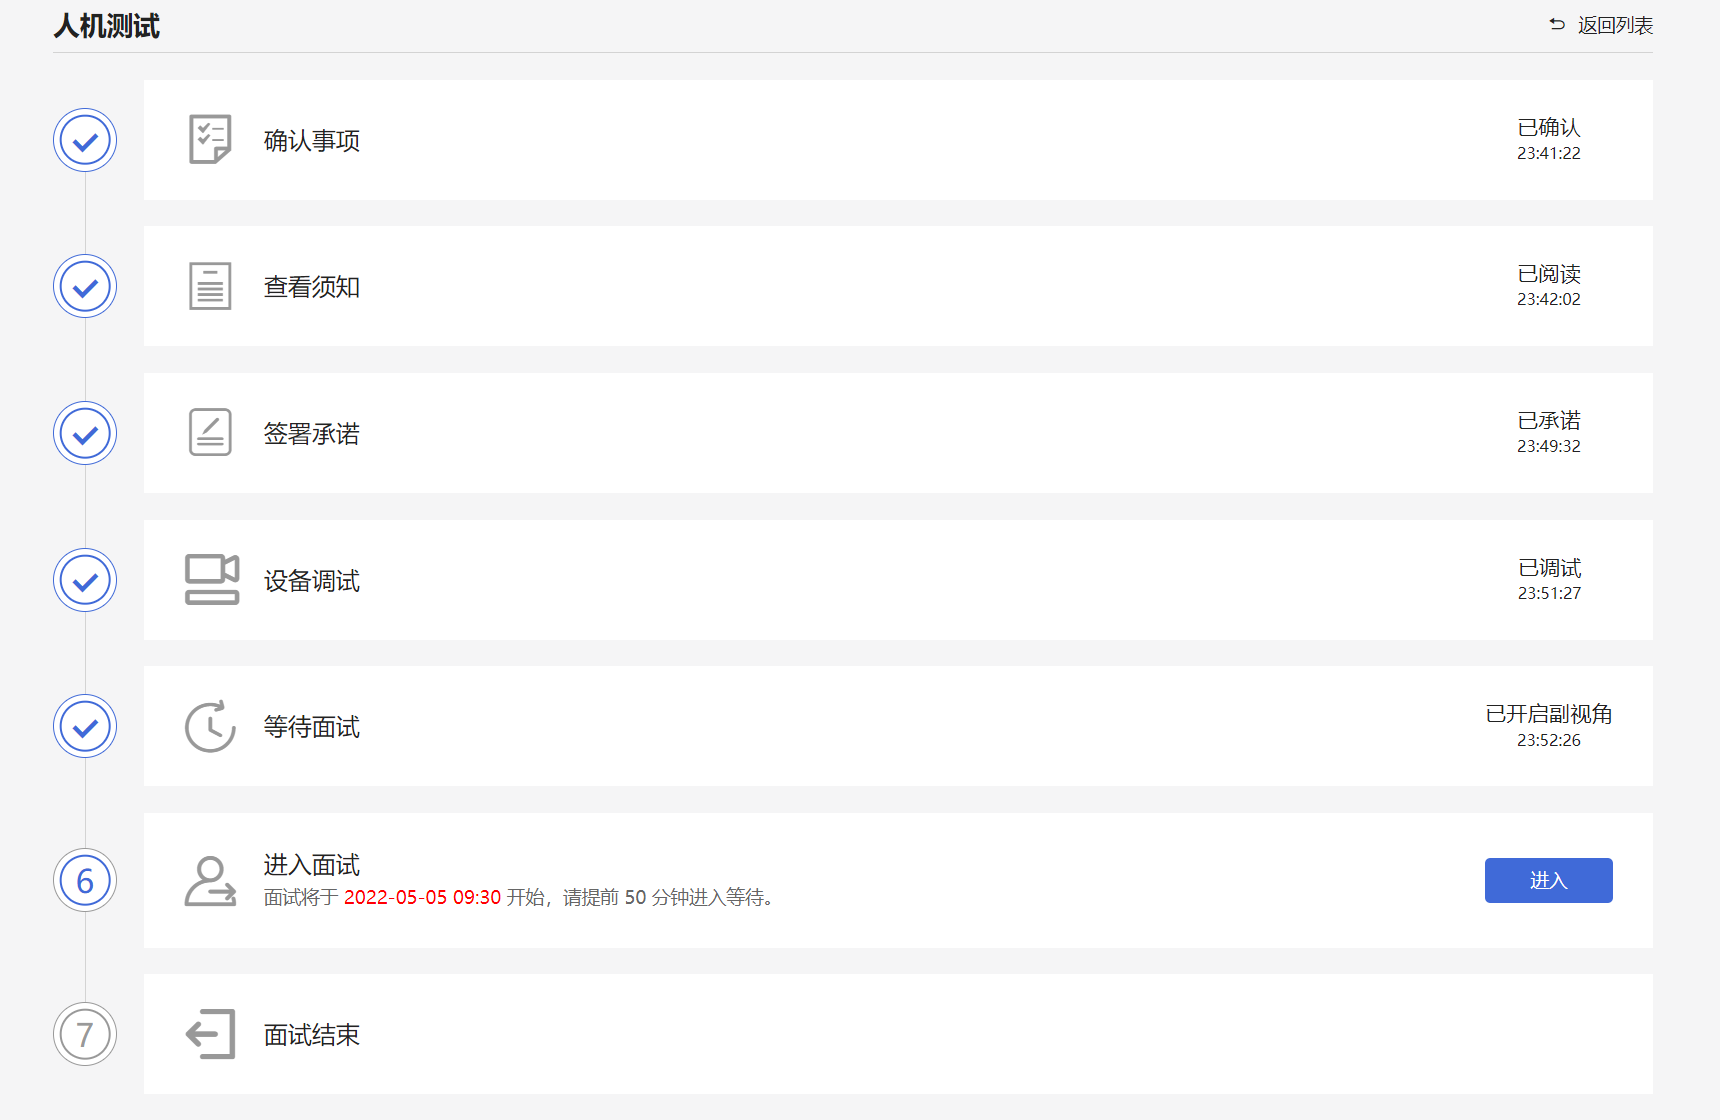 人机测试
返回列表
确认事项
已确认
23:41:22
查看须知
已阅读
23:42:02
签署承诺
已承诺
23:49:32
设备调试
已调试
23:51:27
等待面试
已开启副视角
23:52:26
6
进入面试
面试将于 2022-05-05 09:30 开始，请提前 50 分钟进入等待。
进入
7
面试结束